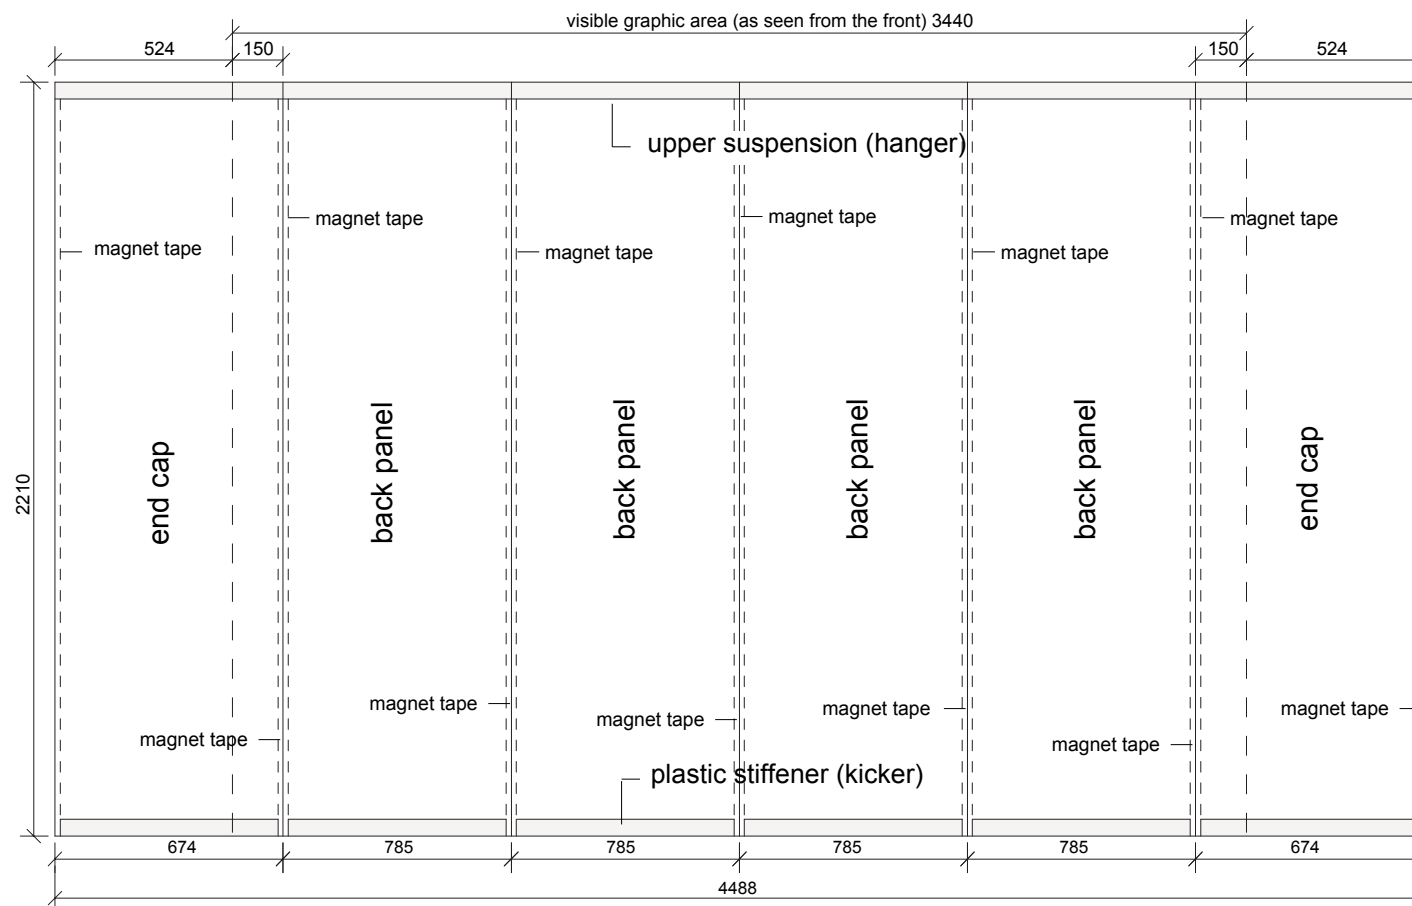 visible graphic area (as seen from the front) 3440
524
150
150
524
upper suspension (hanger)
magnet tape
magnet tape
magnet tape
magnet tape
magnet tape
magnet tape
2210
end cap
back panel
back panel
back panel
back panel
end cap
magnet tape
magnet tape
magnet tape
magnet tape
magnet tape
magnet tape
plastic stiffener (kicker)
674
785
785
785
785
674
4488